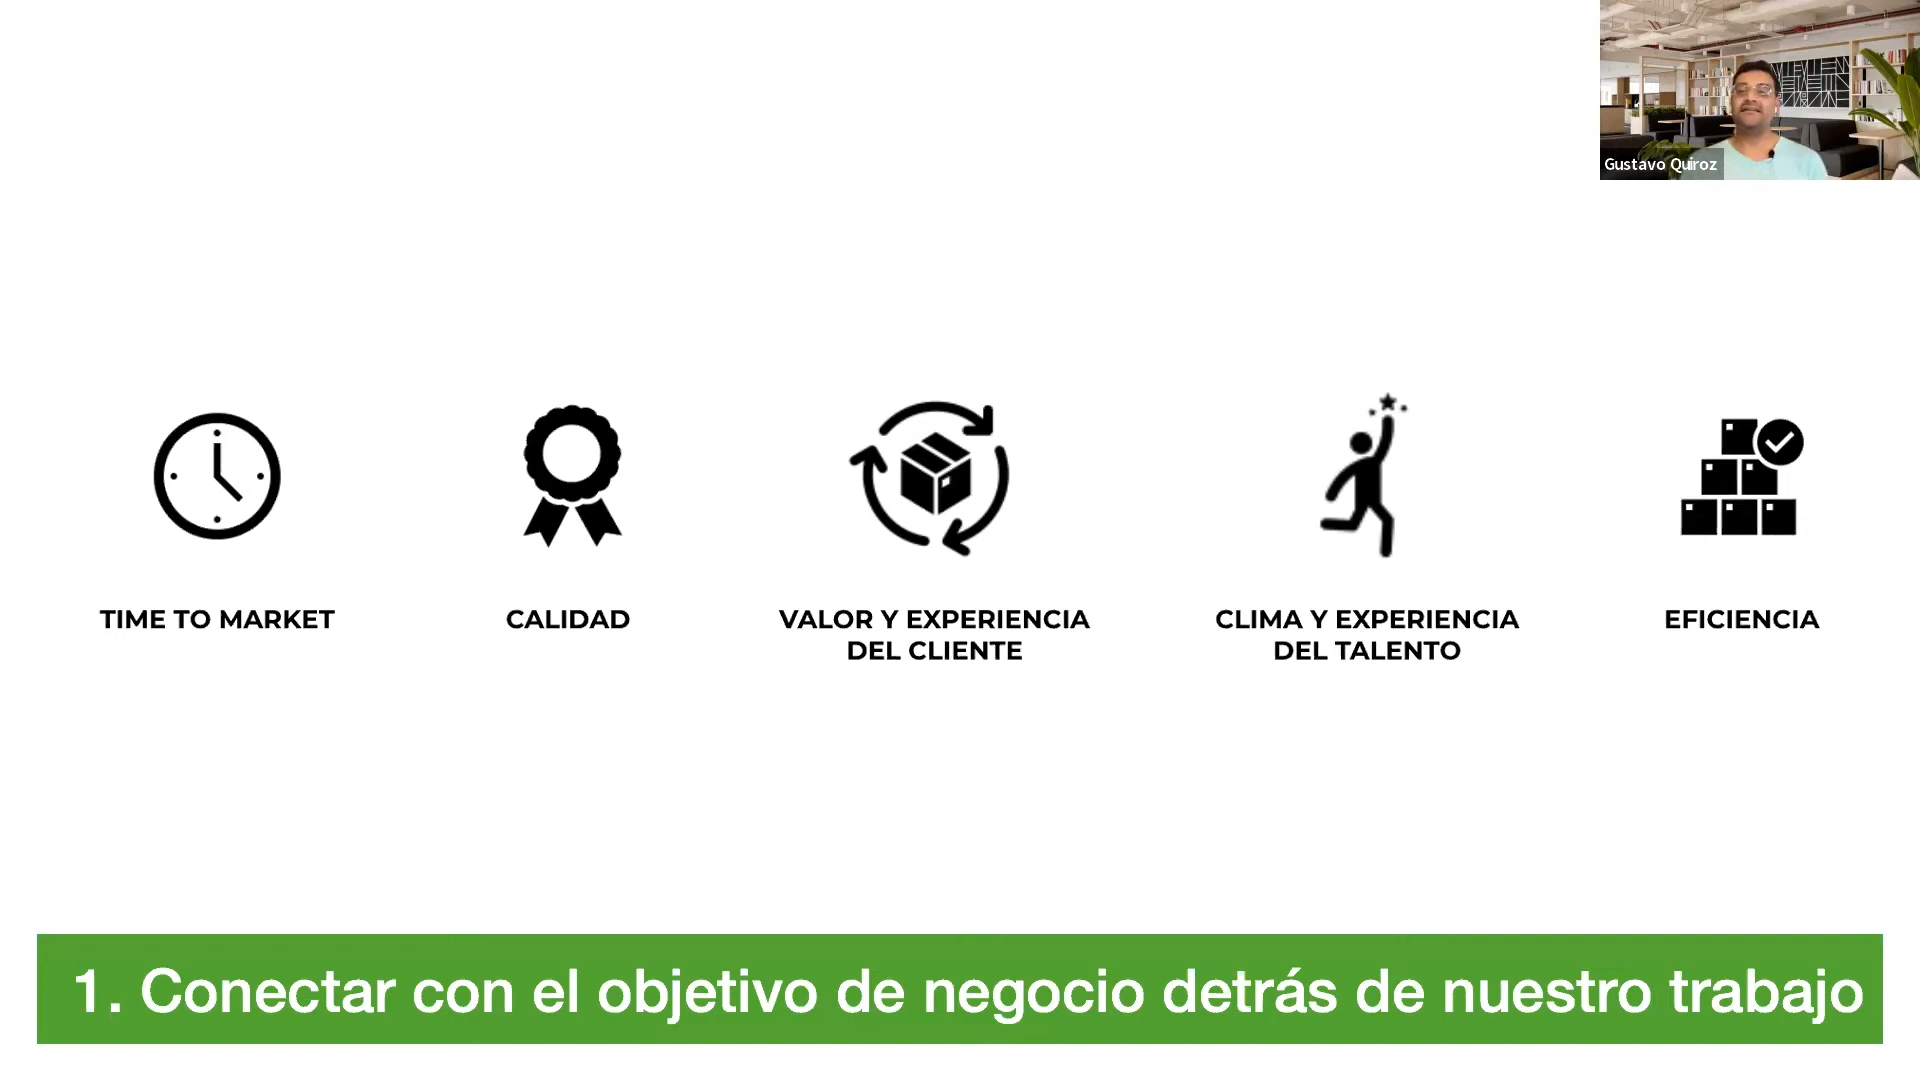 Gustavo Quiroz
TIME TO MARKET
CALIDAD
VALOR Y EXPERIENCIA
DEL CLIENTE
CLIMA Y EXPERIENCIA
DEL TALENTO
EFICIENCIA
1. Conectar con el objetivo de negocio detrás de nuestro trabajo